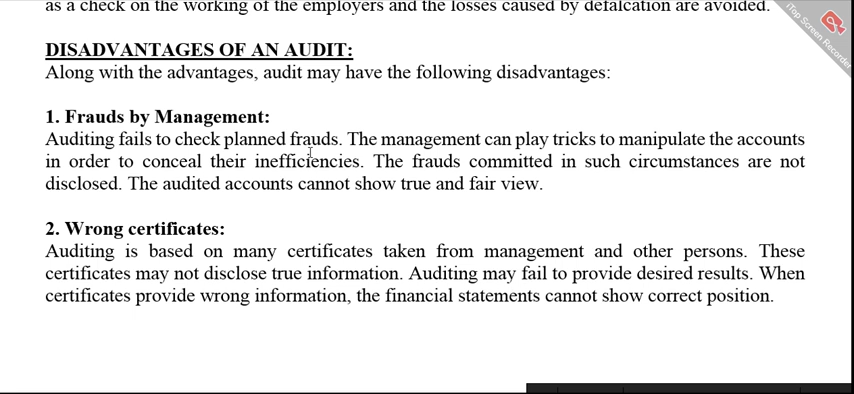 as a check on the working of the employers and the losses caused by defalcation are avoided.
DISADVANTAGES OF AN AUDIT:
Along with the advantages, audit may have the following disadvantages:
1. Frauds by Management:
Auditing fails to check planned frauds. The management can play tricks to manipulate the accounts
in order to conceal their inefficiencies. The frauds committed in such circumstances are not
disclosed. The audited accounts cannot show true and fair view.
2. Wrong certificates:
Auditing is based on many certificates taken from management and other persons. These
certificates may not disclose true information. Auditing may fail to provide desired results. When
certificates provide wrong information, the financial statements cannot show correct position.
iTop Screen Recorder